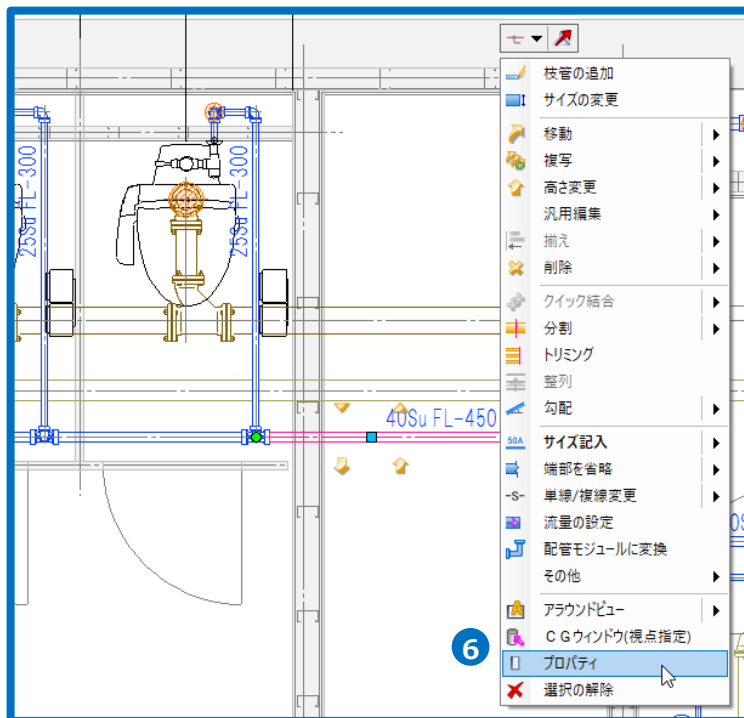 枝管の追加
サイズの変更
移動
複写
高さ変更
汎用編集
揃え
削除
クイック結合
分割
トリミング
整列
勾配
50A サイズ記入
端部を省略
-S- 単線/複線変更
流量の設定
配管モジュールに変換
その他
アラウンドビュー
CGウィンドウ(視点指定)
6 プロパティ
選択の解除
25Su FL-300
25Su FL-300
40Su FL-450